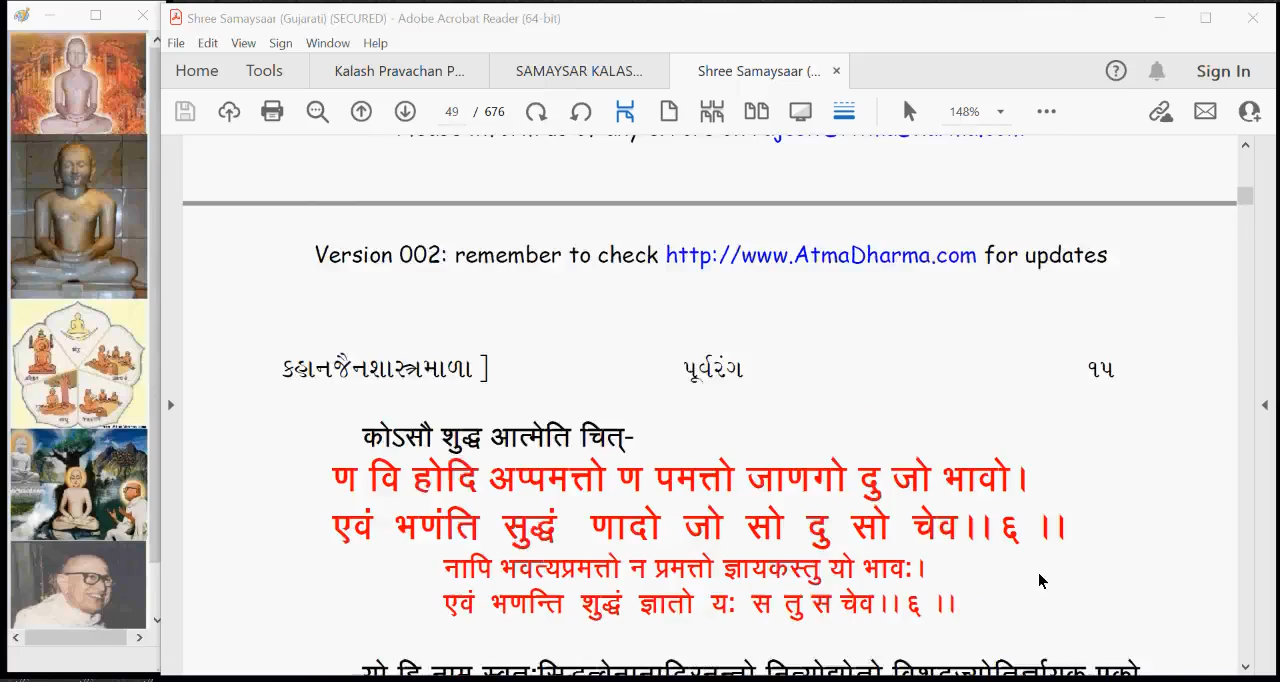 Shree Samaysaar (Gujarati) (SECURED) - Adobe Acrobat Reader (64-bit)
File Edit View Sign Window Help
Home Tools Kalash Pravachan P... SAMAYSAR KALAS... Shree Samaysaar (... × Sign In
49 / 676 148%
Version 002: remember to check http://www.AtmaDharma.com for updates
કહાનજૈનશાસ્ત્રમાળા ] પૂર્વરંગ ૧૫
कोऽसौ शुद्ध आत्मेति चित्-
ण वि होदि अप्पमत्तो ण पमत्तो जाणगो दु जो भावो।
एवं भणंति सुद्धं णादो जो सो दु सो चेव।। ६ ।।
नापि भवत्यप्रमत्तो न प्रमत्तो ज्ञायकस्तु यो भावः।
एवं भणन्ति शुद्धं ज्ञातो यः स तु स चेव।। ६ ।।